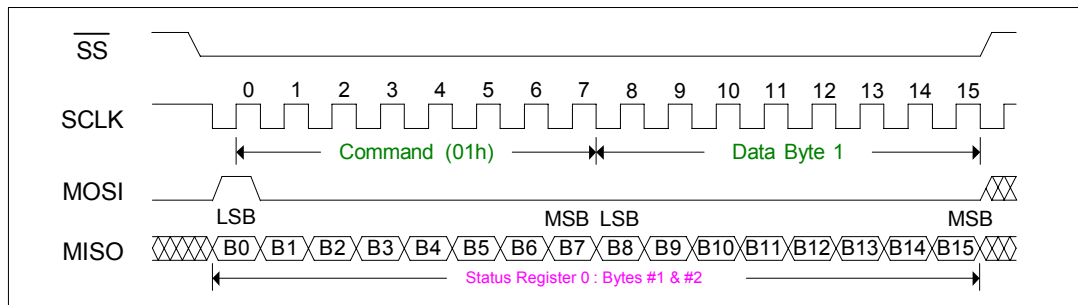 SS
0 1 2 3 4 5 6 7 8 9 10 11 12 13 14 15
SCLK
Command (01h) Data Byte 1
MOSI
LSB MSB LSB MSB
MISO B0 B1 B2 B3 B4 B5 B6 B7 B8 B9 B10 B11 B12 B13 B14 B15
Status Register 0 : Bytes #1 & #2